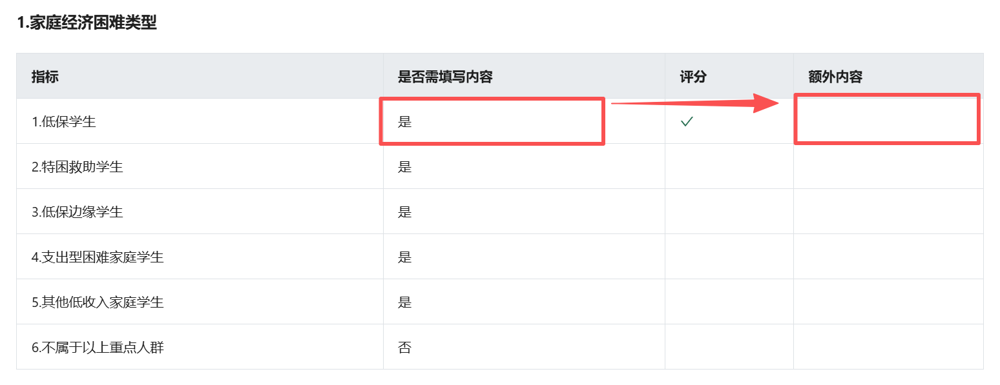 1.家庭经济困难类型
指标 是否需填写内容 评分 额外内容
1.低保学生 是 ✓
2.特困救助学生 是
3.低保边缘学生 是
4.支出型困难家庭学生 是
5.其他低收入家庭学生 是
6.不属于以上重点人群 否